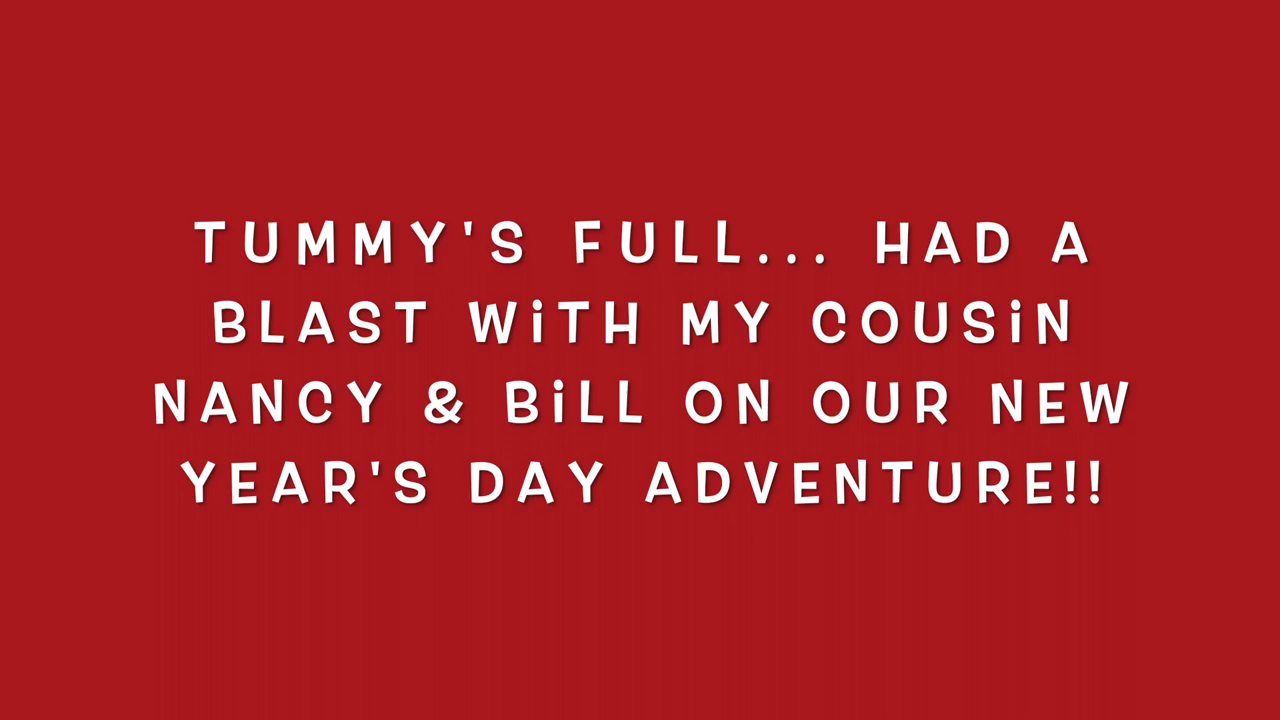 TUMMY'S FULL... HAD A
BLAST WiTH MY COUSiN
NANCY & BiLL ON OUR NEW
YEAR'S DAY ADVENTURE!!